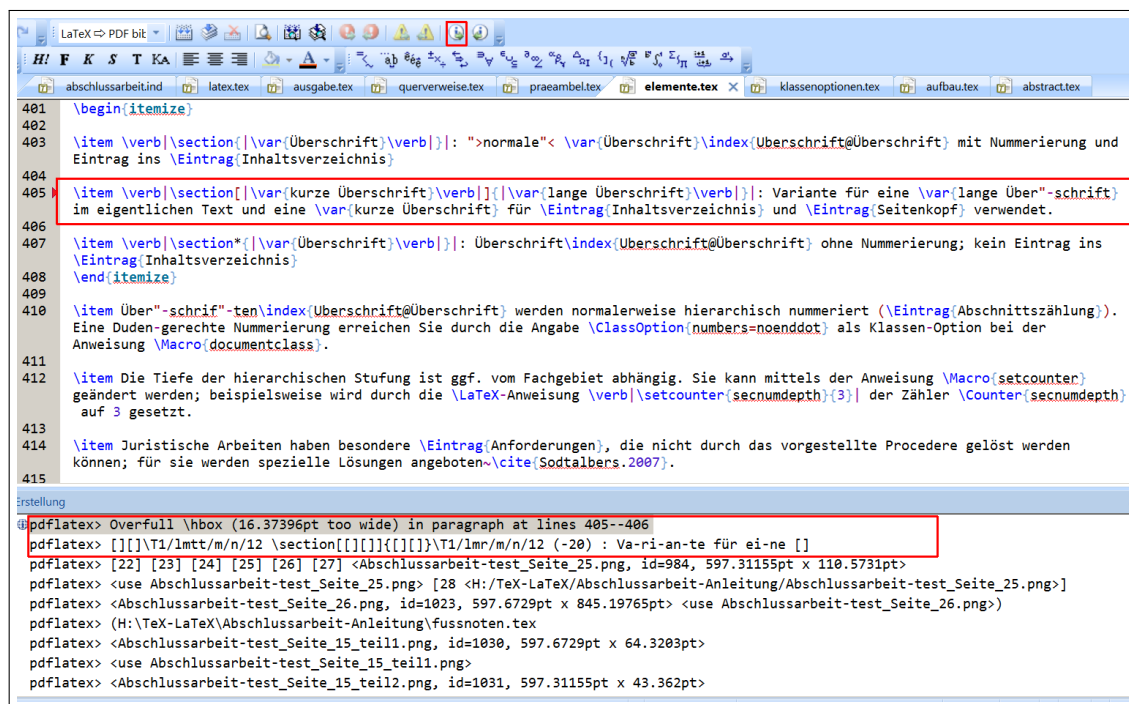 LaTeX ⇨ PDF bit
H! F K S T KA
abschlussarbeit.ind latex.tex ausgabe.tex querverweise.tex praeambel.tex elemente.tex klassenoptionen.tex aufbau.tex abstract.tex
401 \begin{itemize}
402
403 \item \verb|\section{|\var{Überschrift}\verb|}|: ">normale"< \var{Überschrift}\index{Uberschrift@Überschrift} mit Nummerierung und
Eintrag ins \Eintrag{Inhaltsverzeichnis}
404
405 \item \verb|\section[|\var{kurze Überschrift}\verb|]{|\var{lange Überschrift}\verb|}|: Variante für eine \var{lange Über"-schrift}
im eigentlichen Text und eine \var{kurze Überschrift} für \Eintrag{Inhaltsverzeichnis} und \Eintrag{Seitenkopf} verwendet.
406
407 \item \verb|\section*{|\var{Überschrift}\verb|}|: Überschrift\index{Uberschrift@Überschrift} ohne Nummerierung; kein Eintrag ins
\Eintrag{Inhaltsverzeichnis}
408 \end{itemize}
409
410 \item Über"-schrif"-ten\index{Uberschrift@Überschrift} werden normalerweise hierarchisch nummeriert (\Eintrag{Abschnittszählung}).
Eine Duden-gerechte Nummerierung erreichen Sie durch die Angabe \ClassOption{numbers=noenddot} als Klassen-Option bei der
Anweisung \Macro{documentclass}.
411
412 \item Die Tiefe der hierarchischen Stufung ist ggf. vom Fachgebiet abhängig. Sie kann mittels der Anweisung \Macro{setcounter}
geändert werden; beispielsweise wird durch die \LaTeX-Anweisung \verb|\setcounter{secnumdepth}{3}| der Zähler \Counter{secnumdepth}
auf 3 gesetzt.
413
414 \item Juristische Arbeiten haben besondere \Eintrag{Anforderungen}, die nicht durch das vorgestellte Procedere gelöst werden
können; für sie werden spezielle Lösungen angeboten~\cite{Sodtalbers.2007}.
415
Erstellung
pdflatex> Overfull \hbox (16.37396pt too wide) in paragraph at lines 405--406
pdflatex> [][]\T1/lmtt/m/n/12 \section[[][]]{[][]}\T1/lmr/m/n/12 (-20) : Va-ri-an-te für ei-ne []
pdflatex> [22] [23] [24] [25] [26] [27] <Abschlussarbeit-test_Seite_25.png, id=984, 597.31155pt x 110.5731pt>
pdflatex> <use Abschlussarbeit-test_Seite_25.png> [28 <H:/TeX-LaTeX/Abschlussarbeit-Anleitung/Abschlussarbeit-test_Seite_25.png>]
pdflatex> <Abschlussarbeit-test_Seite_26.png, id=1023, 597.6729pt x 845.19765pt> <use Abschlussarbeit-test_Seite_26.png>)
pdflatex> (H:\TeX-LaTeX\Abschlussarbeit-Anleitung\fussnoten.tex
pdflatex> <Abschlussarbeit-test_Seite_15_teil1.png, id=1030, 597.6729pt x 64.3203pt>
pdflatex> <use Abschlussarbeit-test_Seite_15_teil1.png>
pdflatex> <Abschlussarbeit-test_Seite_15_teil2.png, id=1031, 597.31155pt x 43.362pt>